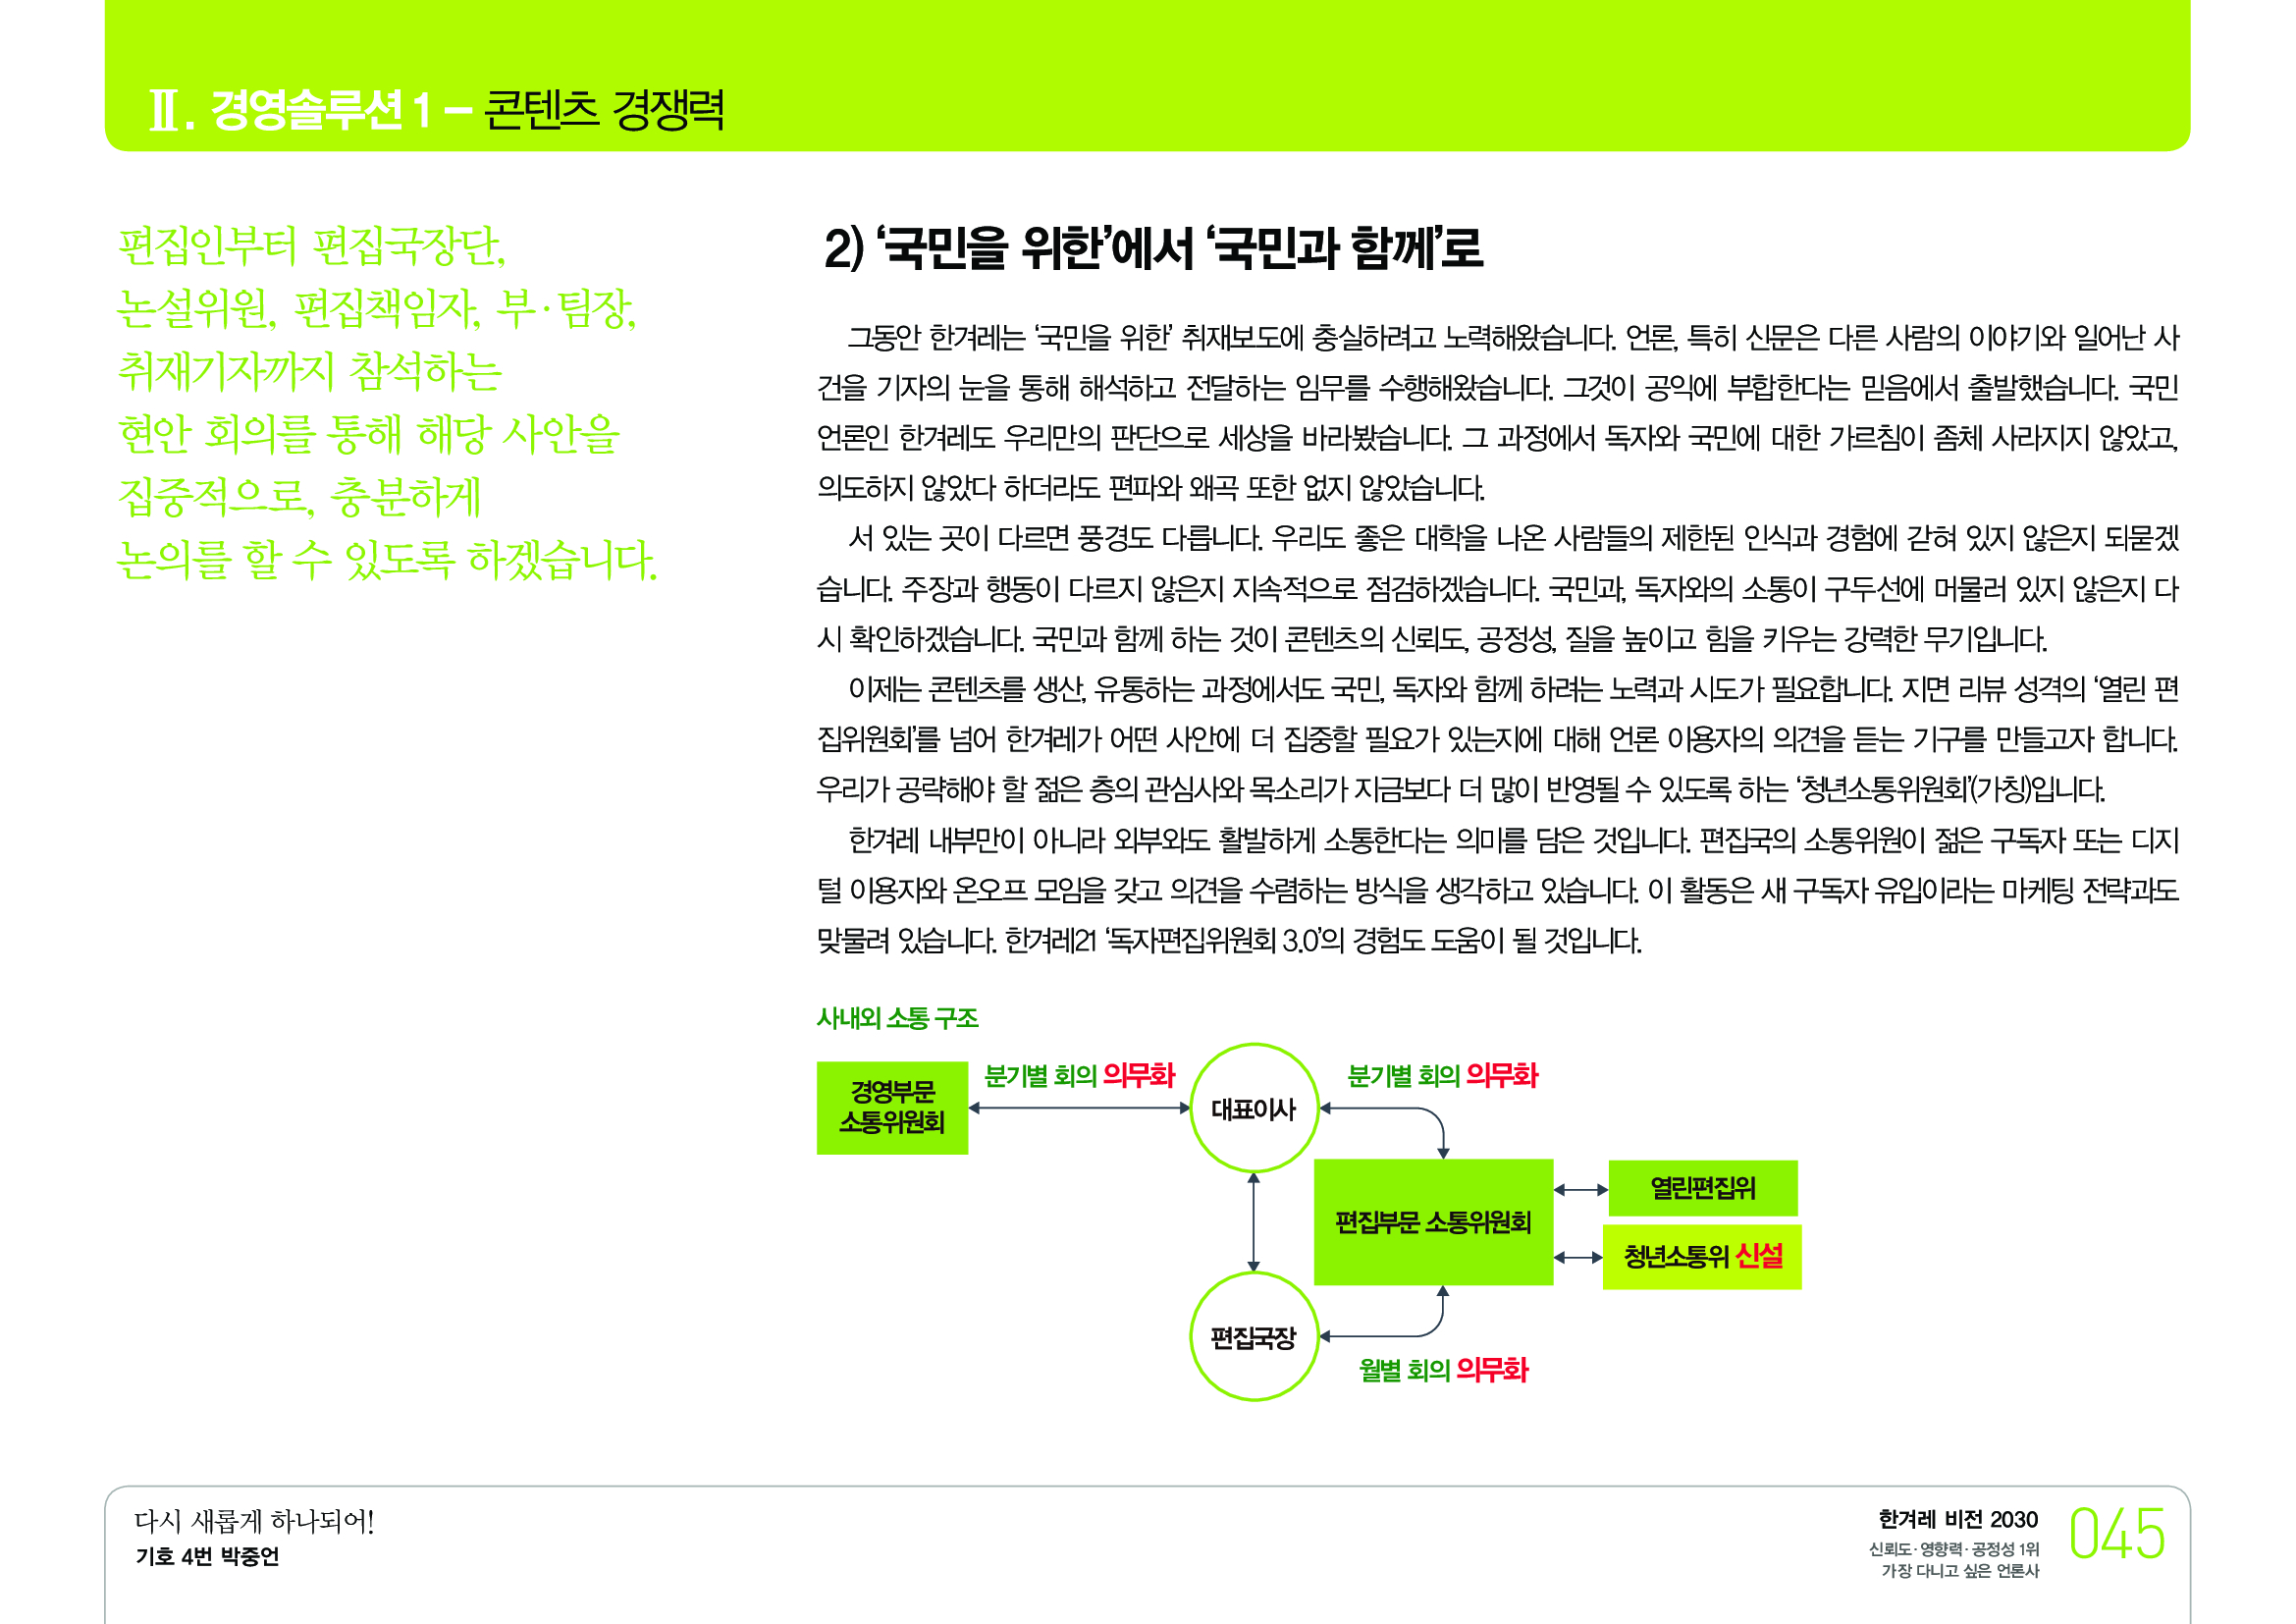 Ⅱ. 경영솔루션 1 – 콘텐츠 경쟁력
편집인부터 편집국장단,
논설위원, 편집책임자, 부·팀장,
취재기자까지 참석하는
현안 회의를 통해 해당 사안을
집중적으로, 충분하게
논의를 할 수 있도록 하겠습니다.
2) ‘국민을 위한’에서 ‘국민과 함께’로
그동안 한겨레는 ‘국민을 위한’ 취재보도에 충실하려고 노력해왔습니다. 언론, 특히 신문은 다른 사람의 이야기와 일어난 사
건을 기자의 눈을 통해 해석하고 전달하는 임무를 수행해왔습니다. 그것이 공익에 부합한다는 믿음에서 출발했습니다. 국민
언론인 한겨레도 우리만의 판단으로 세상을 바라봤습니다. 그 과정에서 독자와 국민에 대한 가르침이 좀체 사라지지 않았고,
의도하지 않았다 하더라도 편파와 왜곡 또한 없지 않았습니다.
서 있는 곳이 다르면 풍경도 다릅니다. 우리도 좋은 대학을 나온 사람들의 제한된 인식과 경험에 갇혀 있지 않은지 되묻겠
습니다. 주장과 행동이 다르지 않은지 지속적으로 점검하겠습니다. 국민과, 독자와의 소통이 구두선에 머물러 있지 않은지 다
시 확인하겠습니다. 국민과 함께 하는 것이 콘텐츠의 신뢰도, 공정성, 질을 높이고 힘을 키우는 강력한 무기입니다.
이제는 콘텐츠를 생산, 유통하는 과정에서도 국민, 독자와 함께 하려는 노력과 시도가 필요합니다. 지면 리뷰 성격의 ‘열린 편
집위원회’를 넘어 한겨레가 어떤 사안에 더 집중할 필요가 있는지에 대해 언론 이용자의 의견을 듣는 기구를 만들고자 합니다.
우리가 공략해야 할 젊은 층의 관심사와 목소리가 지금보다 더 많이 반영될 수 있도록 하는 ‘청년소통위원회’(가칭)입니다.
한겨레 내부만이 아니라 외부와도 활발하게 소통한다는 의미를 담은 것입니다. 편집국의 소통위원이 젊은 구독자 또는 디지
털 이용자와 온오프 모임을 갖고 의견을 수렴하는 방식을 생각하고 있습니다. 이 활동은 새 구독자 유입이라는 마케팅 전략과도
맞물려 있습니다. 한겨레21 ‘독자편집위원회 3.0’의 경험도 도움이 될 것입니다.
사내외 소통 구조
경영부문
소통위원회
분기별 회의 의무화
대표이사
분기별 회의 의무화
편집부문 소통위원회
열린편집위
청년소통위 신설
편집국장
월별 회의 의무화
다시 새롭게 하나되어!
기호 4번 박중언
한겨레 비전 2030
신뢰도·영향력·공정성 1위
가장 다니고 싶은 언론사
045